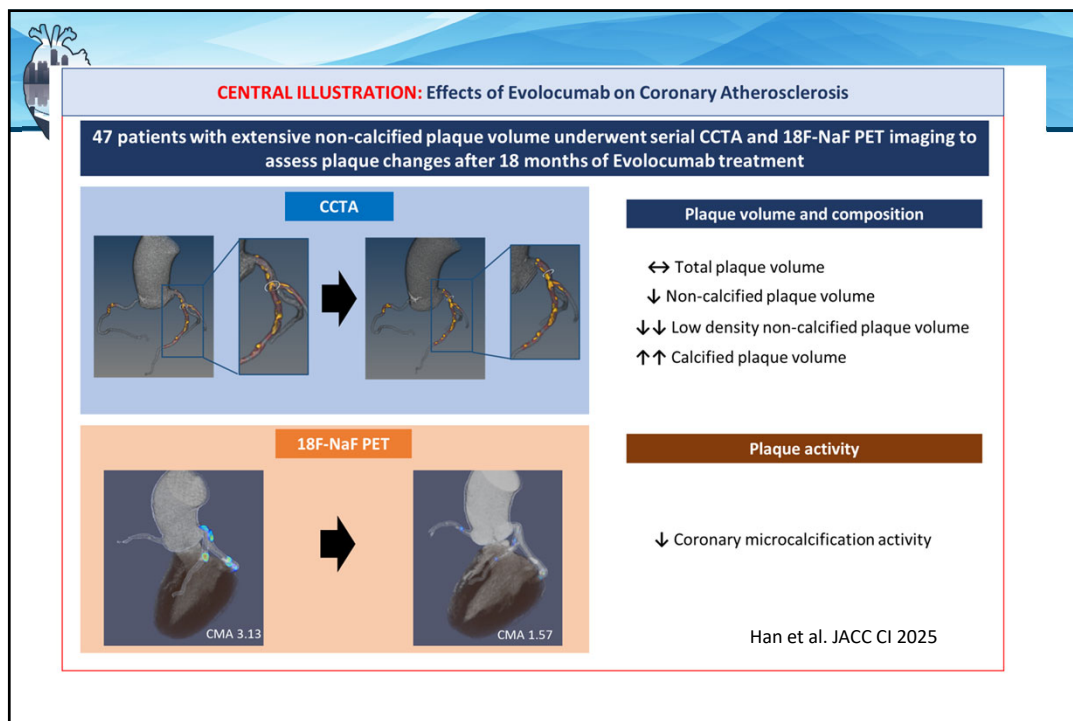 CENTRAL ILLUSTRATION: Effects of Evolocumab on Coronary Atherosclerosis
47 patients with extensive non-calcified plaque volume underwent serial CCTA and 18F-NaF PET imaging to
assess plaque changes after 18 months of Evolocumab treatment
CCTA
Plaque volume and composition
↔ Total plaque volume
↓ Non-calcified plaque volume
↓↓ Low density non-calcified plaque volume
↑↑ Calcified plaque volume
18F-NaF PET
Plaque activity
↓ Coronary microcalcification activity
CMA 3.13
CMA 1.57
Han et al. JACC CI 2025